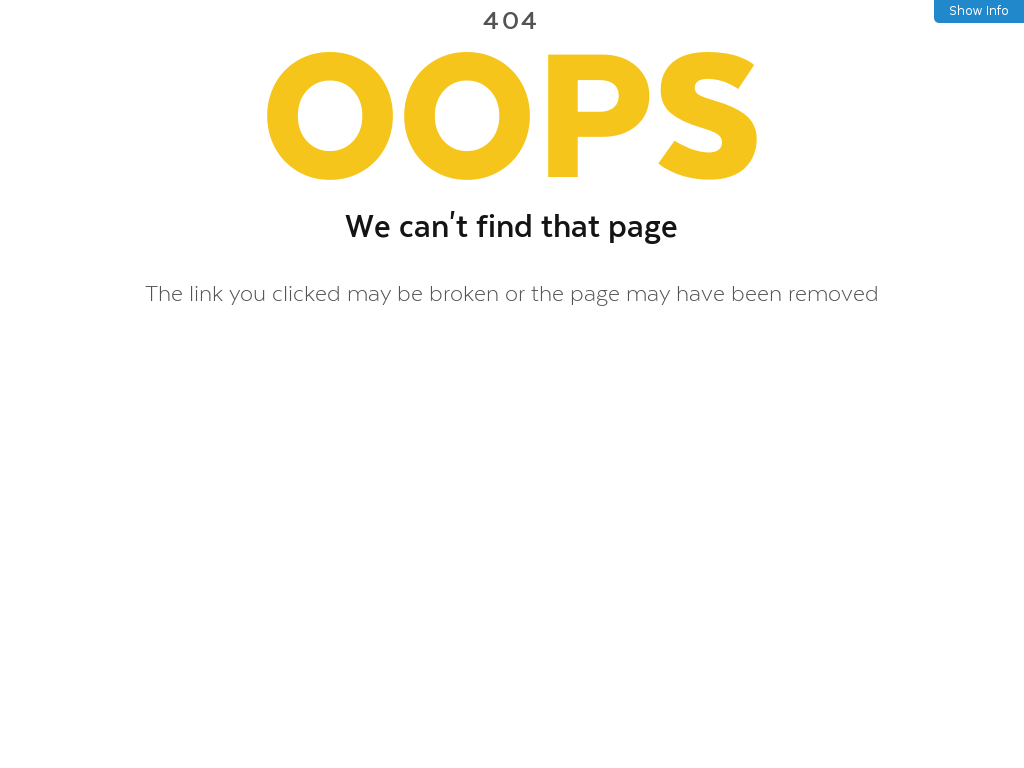 Show Info
404
OOPS
We can't find that page
The link you clicked may be broken or the page may have been removed